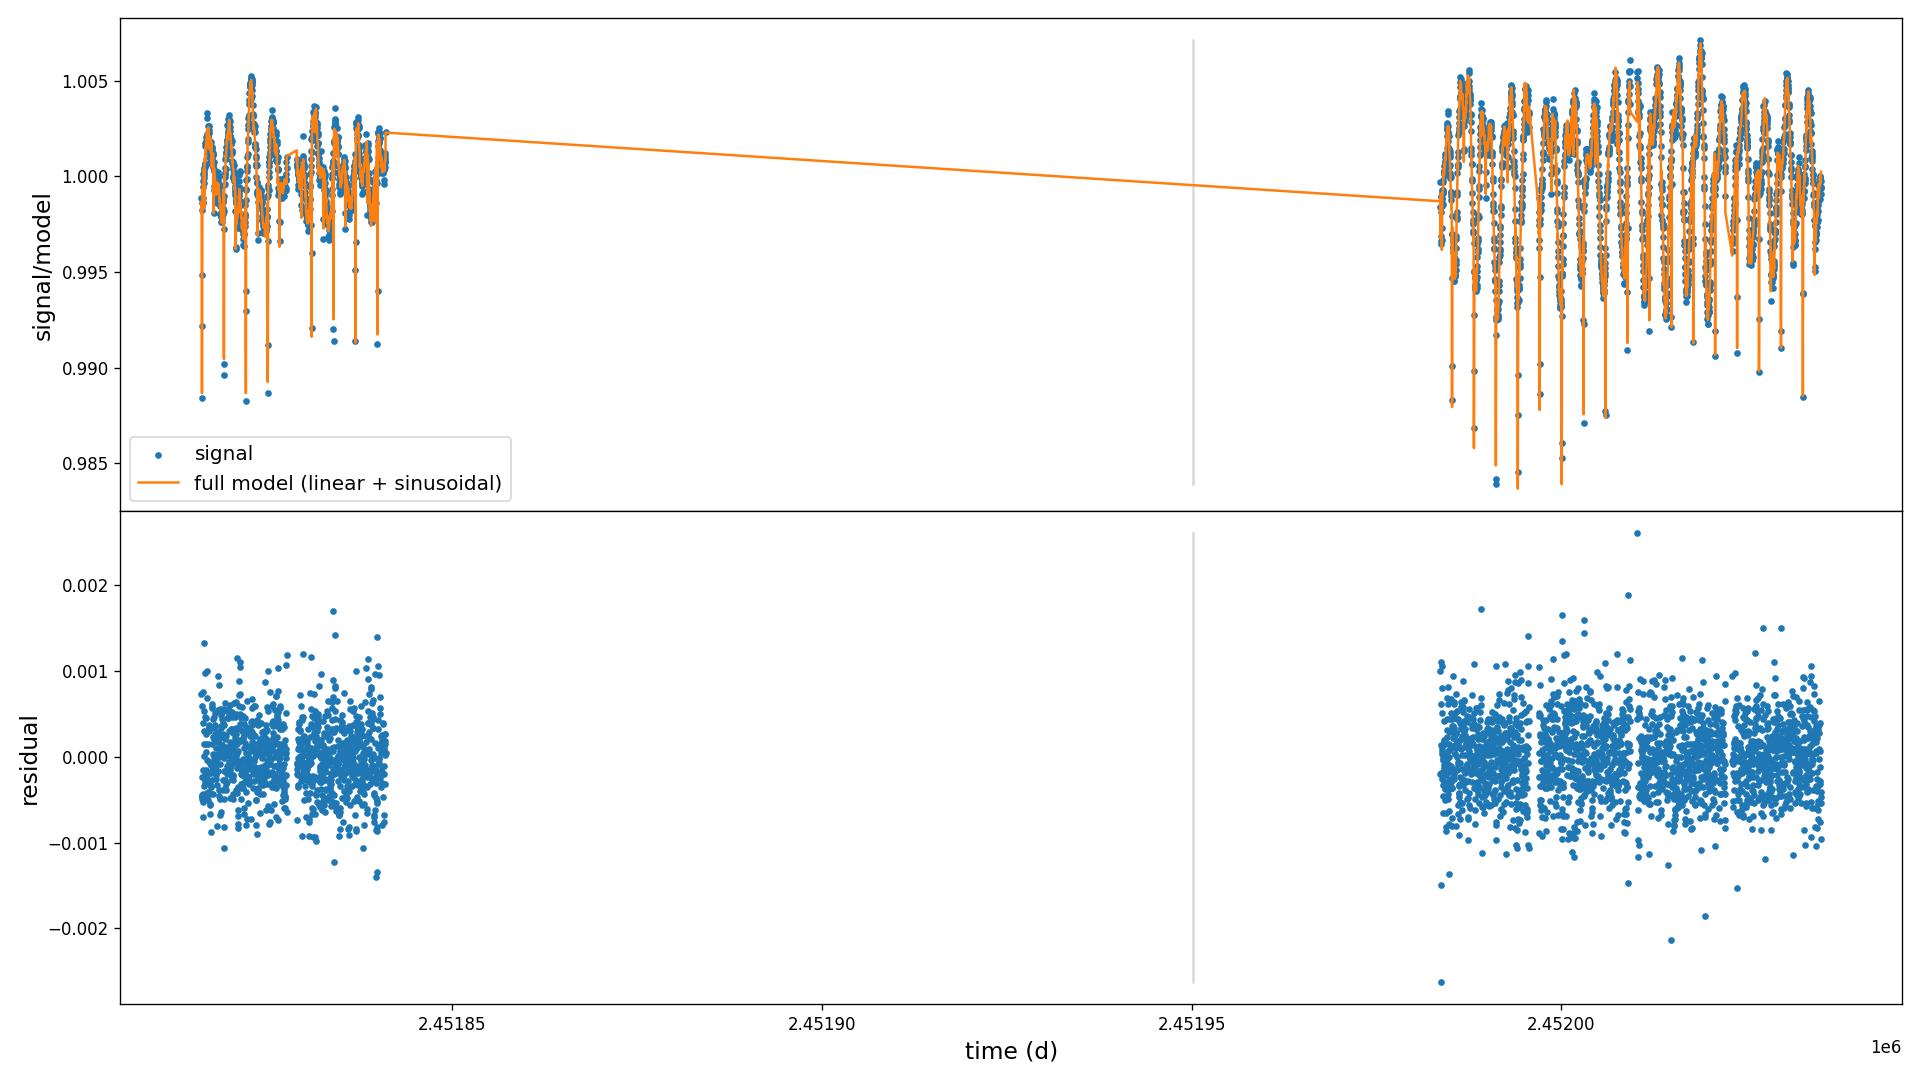 1.005
1.000
0.995
0.990
0.985
signal/model
signal
full model (linear + sinusoidal)
0.002
0.001
0.000
−0.001
−0.002
residual
2.45185
2.45190
2.45195
2.45200
1e6
time (d)